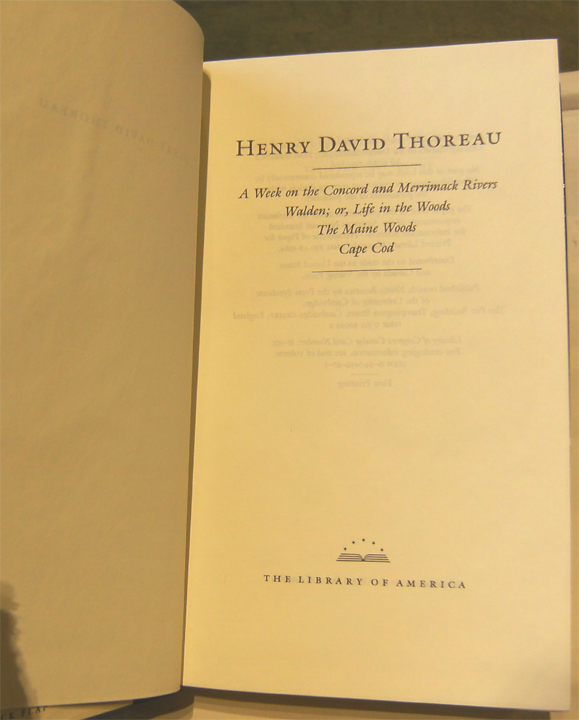 HENRY DAVID THOREAU
A Week on the Concord and Merrimack Rivers
Walden; or, Life in the Woods
The Maine Woods
Cape Cod
THE LIBRARY OF AMERICA